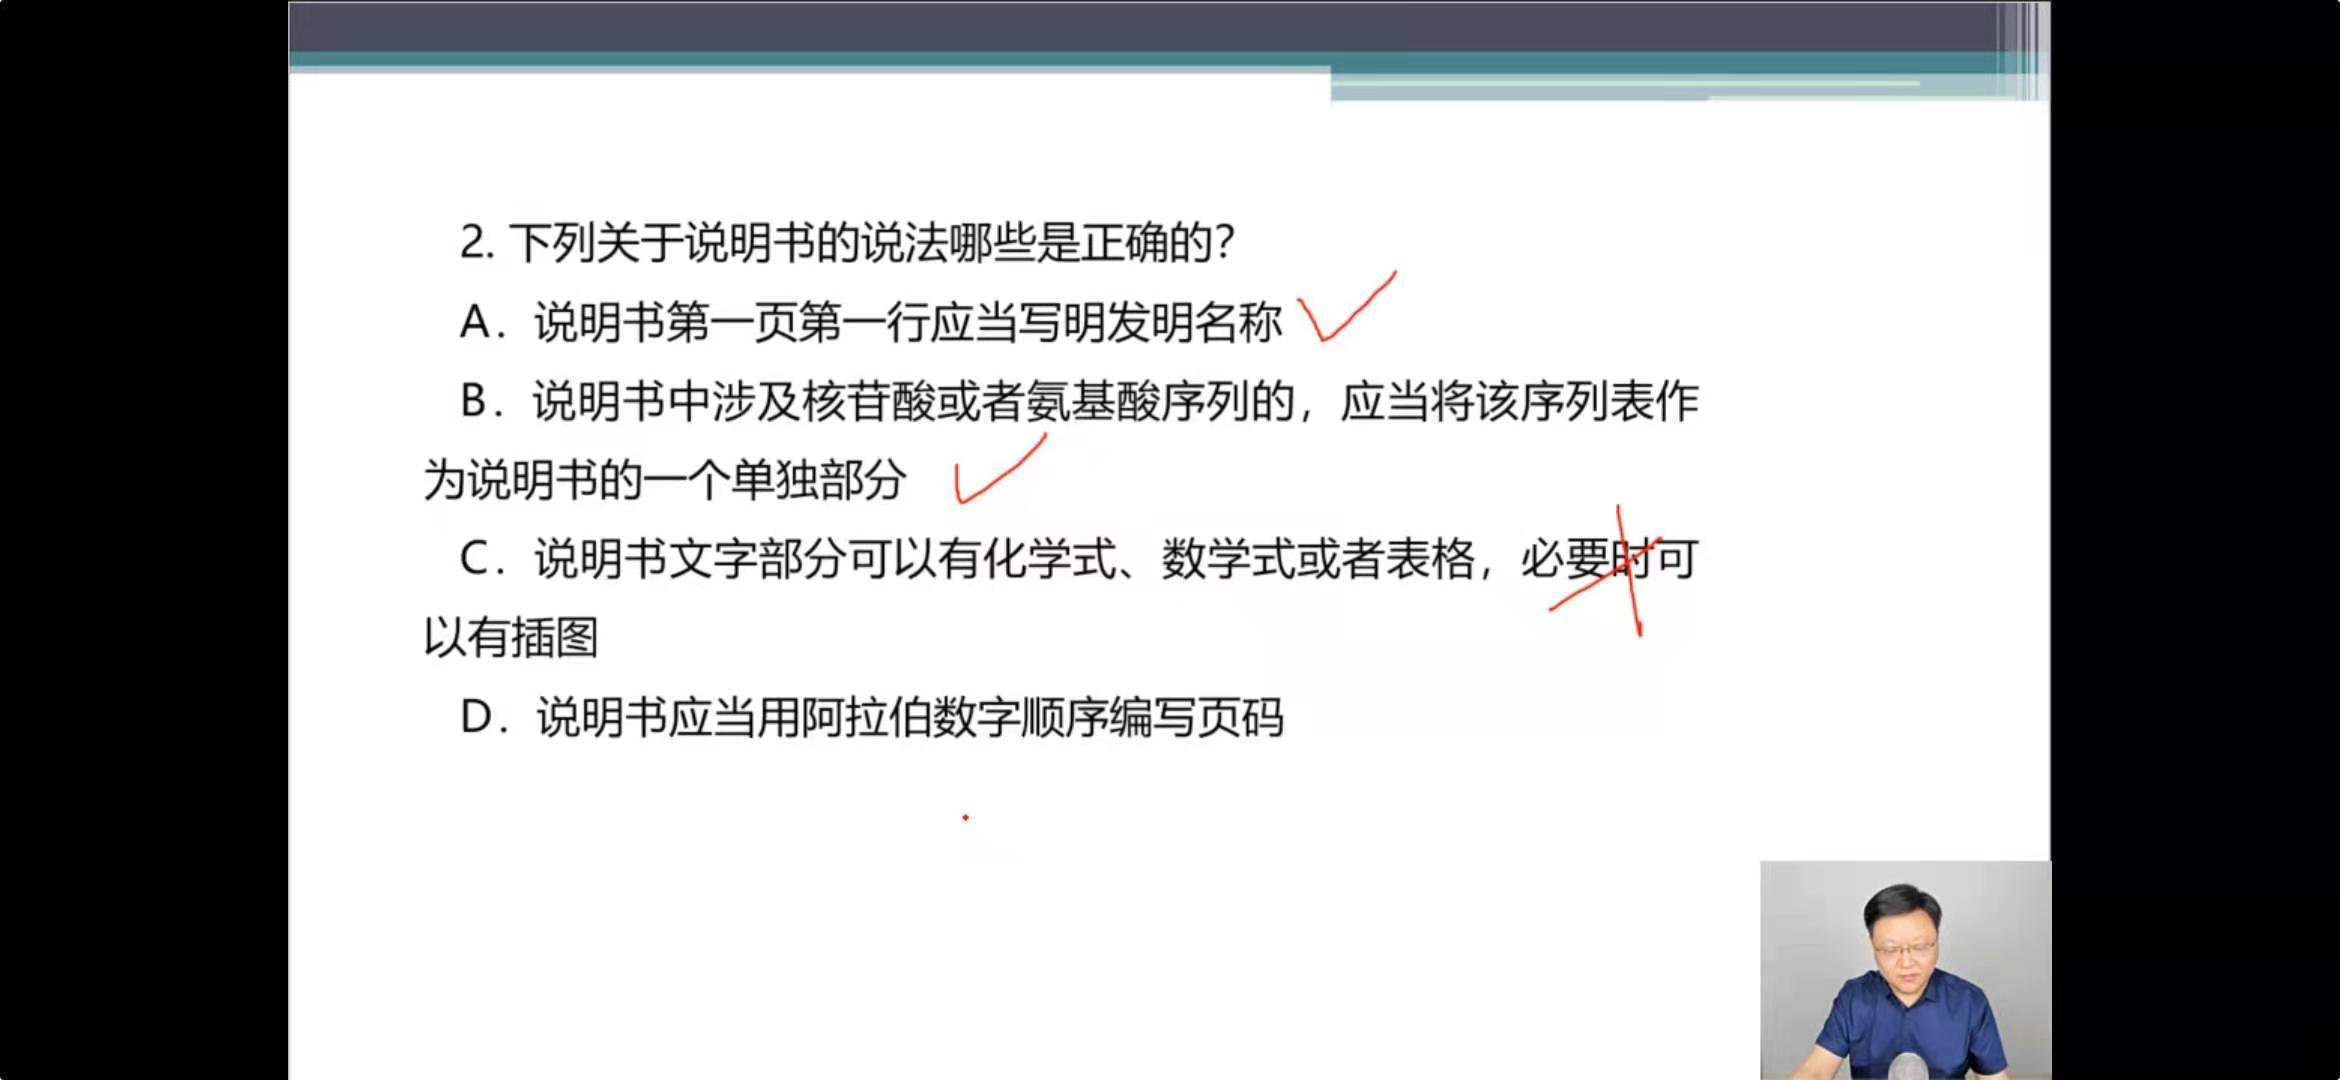 2. 下列关于说明书的说法哪些是正确的?
A. 说明书第一页第一行应当写明发明名称
B. 说明书中涉及核苷酸或者氨基酸序列的，应当将该序列表作
为说明书的一个单独部分
C. 说明书文字部分可以有化学式、数学式或者表格，必要时可
以有插图
D. 说明书应当用阿拉伯数字顺序编写页码